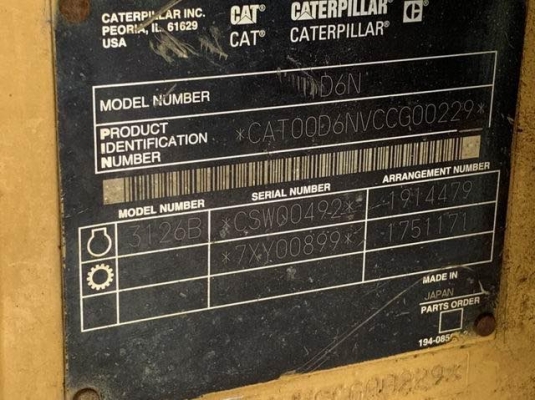 CATERPILLAR INC. CAT® CATERPILLAR® C
PEORIA, IL 61629 CAT® CATERPILLAR®
USA
MODEL NUMBER D6N
PRODUCT IDENTIFICATION NUMBER *CAT00D6NVCCG00229*
MODEL NUMBER SERIAL NUMBER ARRANGEMENT NUMBER
3126B *CSW00492* 1914479
*7XY00899* 1751171
MADE IN
JAPAN
PARTS ORDER